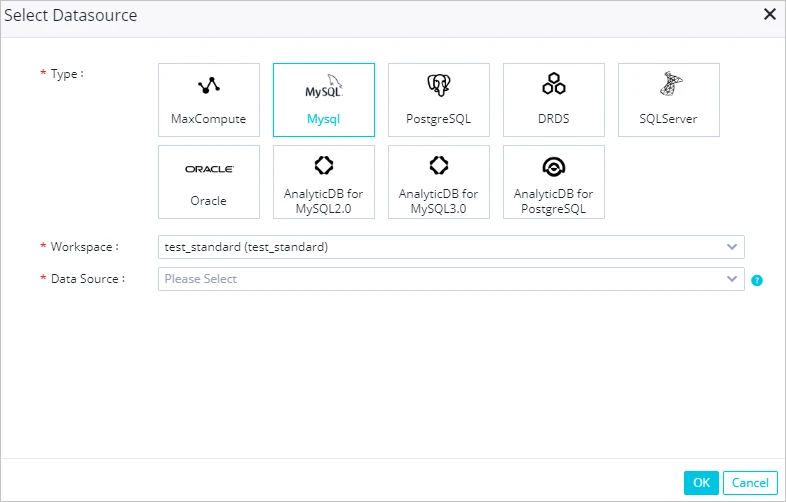 Select Datasource
* Type :
MaxCompute
MySQL
Mysql
PostgreSQL
DRDS
SQLServer
ORACLE
Oracle
AnalyticDB for
MySQL2.0
AnalyticDB for
MySQL3.0
AnalyticDB for
PostgreSQL
* Workspace :
test_standard (test_standard)
* Data Source :
Please Select
?
OK
Cancel